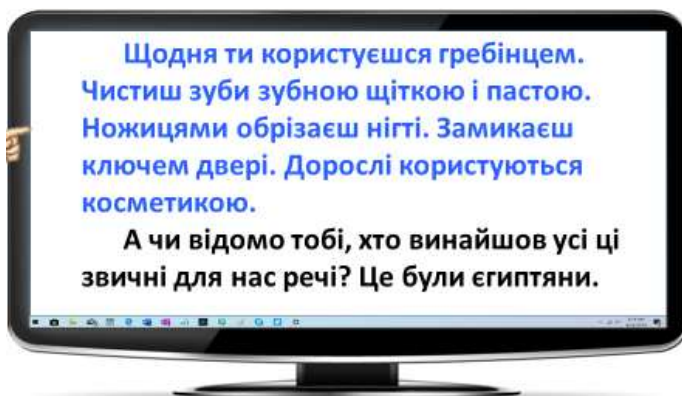 Щодня ти користуєшся гребінцем.
Чистиш зуби зубною щіткою і пастою.
Ножицями обрізаєш нігті. Замикаєш
ключем двері. Дорослі користуються
косметикою.
А чи відомо тобі, хто винайшов усі ці
звичні для нас речі? Це були єгиптяни.